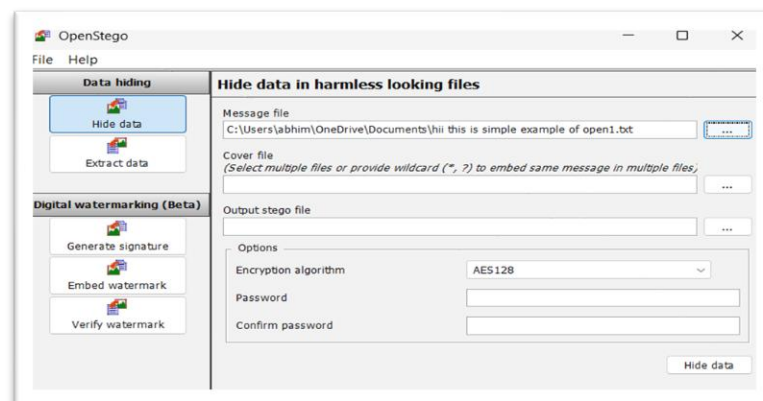 OpenStego
File Help
Data hiding
Hide data
Extract data
Digital watermarking (Beta)
Generate signature
Embed watermark
Verify watermark
Hide data in harmless looking files
Message file
C:\Users\abhim\OneDrive\Documents\hii this is simple example of open1.txt
...
Cover file
(Select multiple files or provide wildcard (*, ?) to embed same message in multiple files)
...
Output stego file
...
Options
Encryption algorithm AES128
Password
Confirm password
Hide data